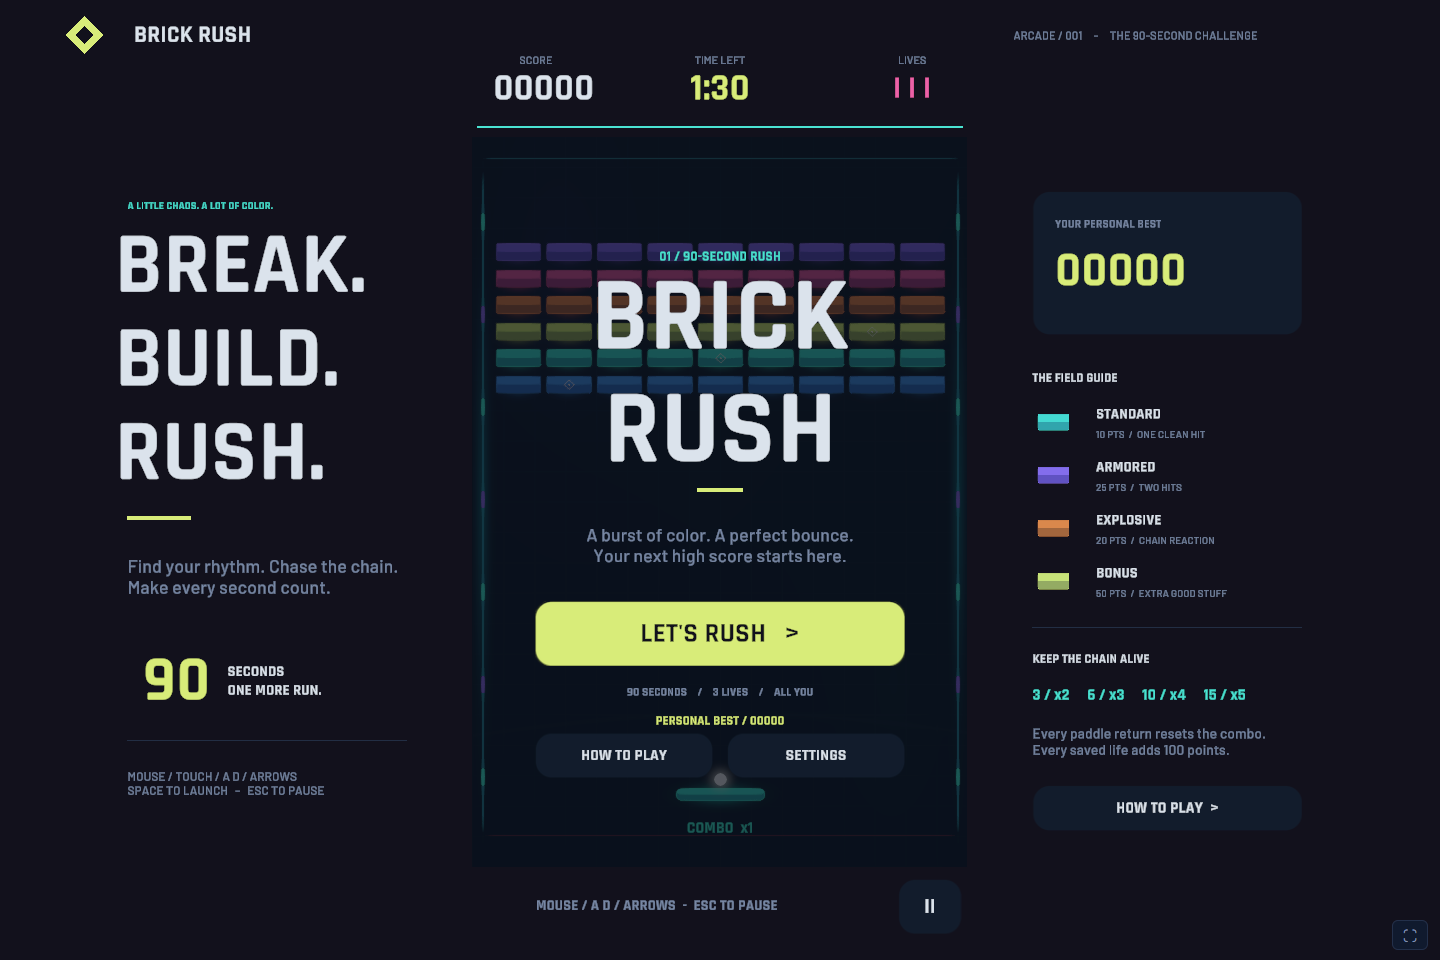 BRICK RUSH
ARCADE / 001 - THE 90-SECOND CHALLENGE
SCORE
00000
TIME LEFT
1:30
LIVES
A LITTLE CHAOS. A LOT OF COLOR.
BREAK.
BUILD.
RUSH.
Find your rhythm. Chase the chain.
Make every second count.
90
SECONDS
ONE MORE RUN.
MOUSE / TOUCH / A D / ARROWS
SPACE TO LAUNCH - ESC TO PAUSE
01 / 90-SECOND RUSH
BRICK
RUSH
A burst of color. A perfect bounce.
Your next high score starts here.
LET'S RUSH >
90 SECONDS / 3 LIVES / ALL YOU
PERSONAL BEST / 00000
HOW TO PLAY
SETTINGS
COMBO x1
MOUSE / A D / ARROWS - ESC TO PAUSE
YOUR PERSONAL BEST
00000
THE FIELD GUIDE
STANDARD
10 PTS / ONE CLEAN HIT
ARMORED
25 PTS / TWO HITS
EXPLOSIVE
20 PTS / CHAIN REACTION
BONUS
50 PTS / EXTRA GOOD STUFF
KEEP THE CHAIN ALIVE
3 / x2 6 / x3 10 / x4 15 / x5
Every paddle return resets the combo.
Every saved life adds 100 points.
HOW TO PLAY >